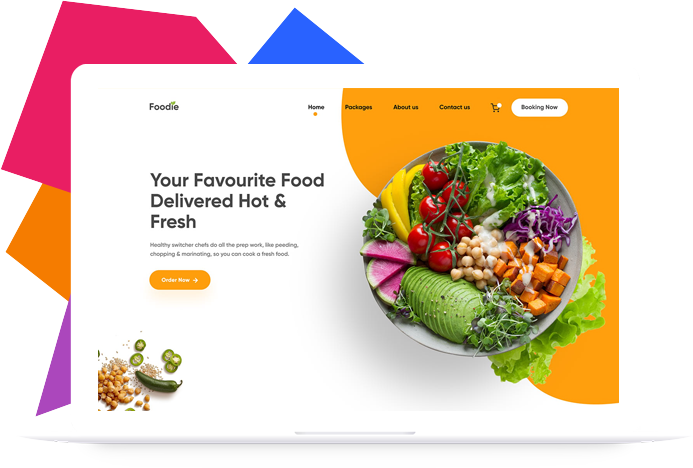 Foodie
Home
Packages
About us
Contact us
Booking Now
Your Favourite Food
Delivered Hot &
Fresh
Healthy switcher chefs do all the prep work, like peeding,
chopping & marinating, so you can cook a fresh food.
Order Now